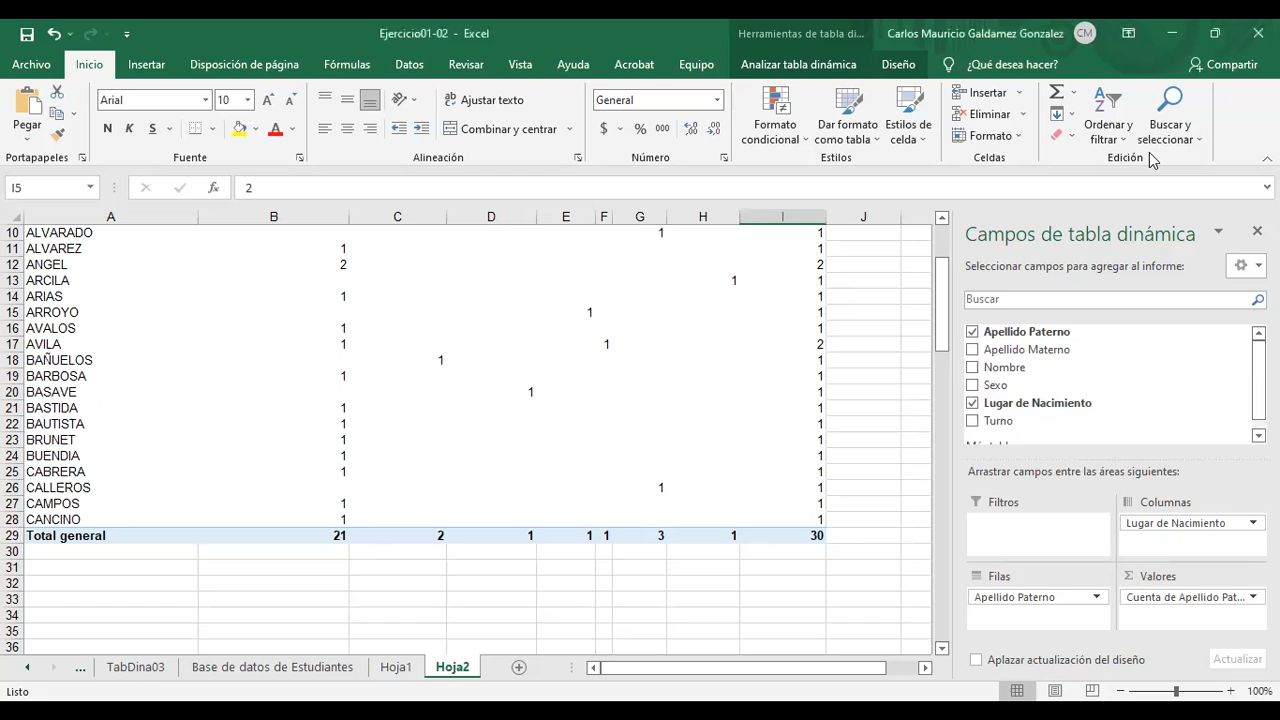 Ejercicio01-02 - Excel
Herramientas de tabla di...
Carlos Mauricio Galdamez Gonzalez
CM
Archivo Inicio Insertar Disposición de página Fórmulas Datos Revisar Vista Ayuda Acrobat Equipo Analizar tabla dinámica Diseño ¿Qué desea hacer? Compartir
Pegar
Portapapeles
Arial 10
N K S
Fuente
Ajustar texto
Combinar y centrar
Alineación
General
$ % 000
Número
Formato condicional
Dar formato como tabla
Estilos de celda
Estilos
Insertar
Eliminar
Formato
Celdas
Ordenar y filtrar
Buscar y seleccionar
Edición
I5 fx 2
A B C D E F G H I J
10 ALVARADO 1 1
11 ALVAREZ 1 1
12 ANGEL 2 2
13 ARCILA 1 1
14 ARIAS 1 1
15 ARROYO 1 1
16 AVALOS 1 1
17 AVILA 1 1 2
18 BAÑUELOS 1 1
19 BARBOSA 1 1
20 BASAVE 1 1
21 BASTIDA 1 1
22 BAUTISTA 1 1
23 BRUNET 1 1
24 BUENDIA 1 1
25 CABRERA 1 1
26 CALLEROS 1 1
27 CAMPOS 1 1
28 CANCINO 1 1
29 Total general 21 2 1 1 1 3 1 30
30
31
32
33
34
35
36
Campos de tabla dinámica
Seleccionar campos para agregar al informe:
Buscar
Apellido Paterno
Apellido Materno
Nombre
Sexo
Lugar de Nacimiento
Turno
Arrastrar campos entre las áreas siguientes:
Filtros
Columnas
Lugar de Nacimiento
Filas
Apellido Paterno
Valores
Cuenta de Apellido Pat...
Aplazar actualización del diseño
Actualizar
... TabDina03 Base de datos de Estudiantes Hoja1 Hoja2
Listo
100%